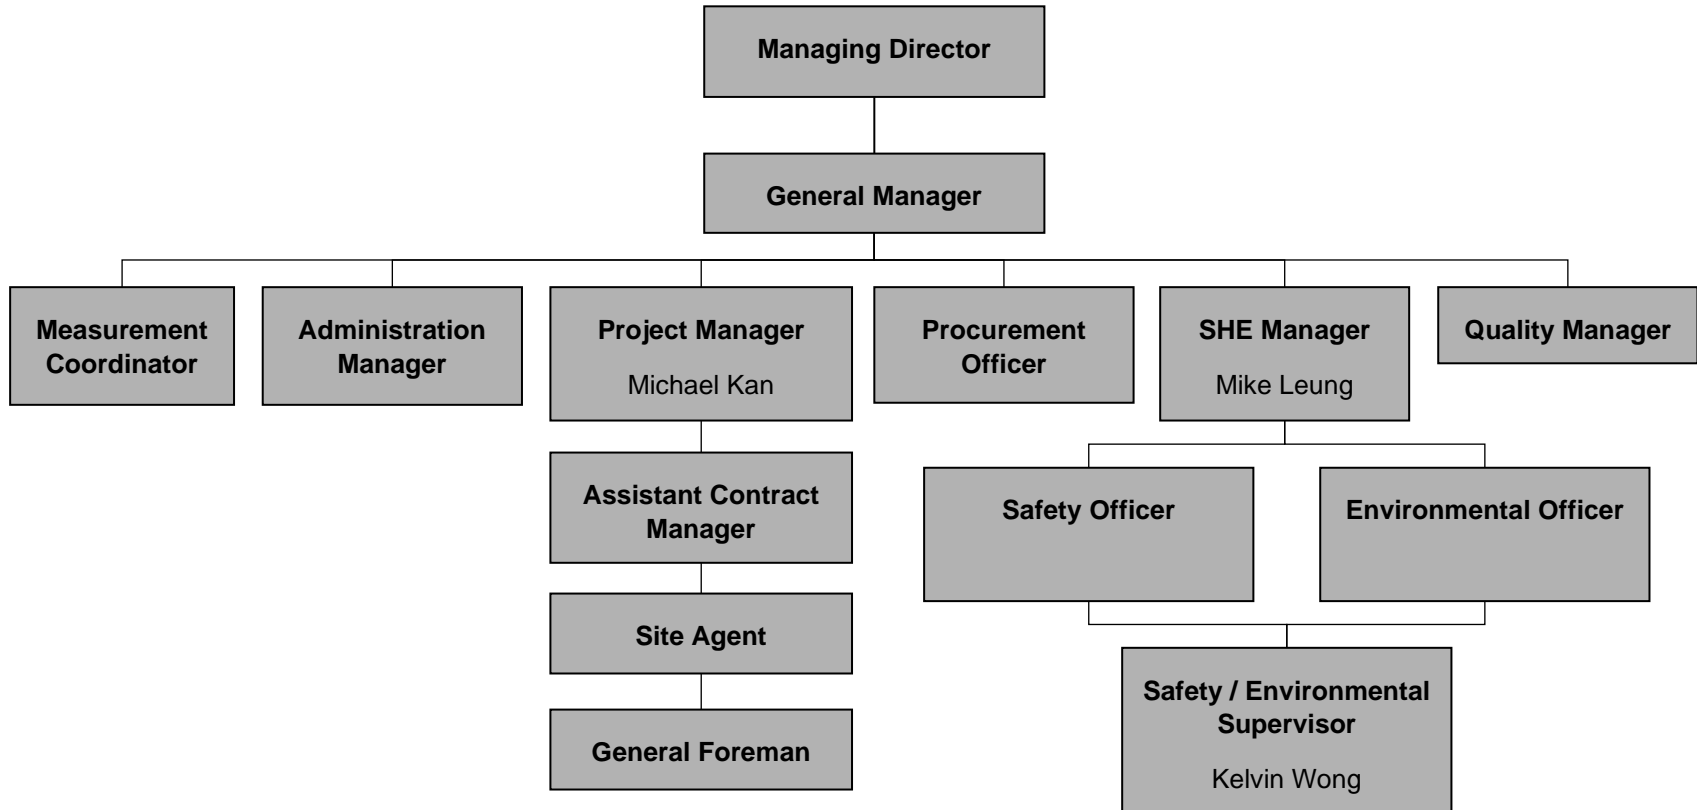 Managing Director
General Manager
Measurement
Coordinator
Administration
Manager
Project Manager
Michael Kan
Procurement
Officer
SHE Manager
Mike Leung
Quality Manager
Assistant Contract
Manager
Safety Officer
Environmental Officer
Site Agent
Safety / Environmental
Supervisor
Kelvin Wong
General Foreman